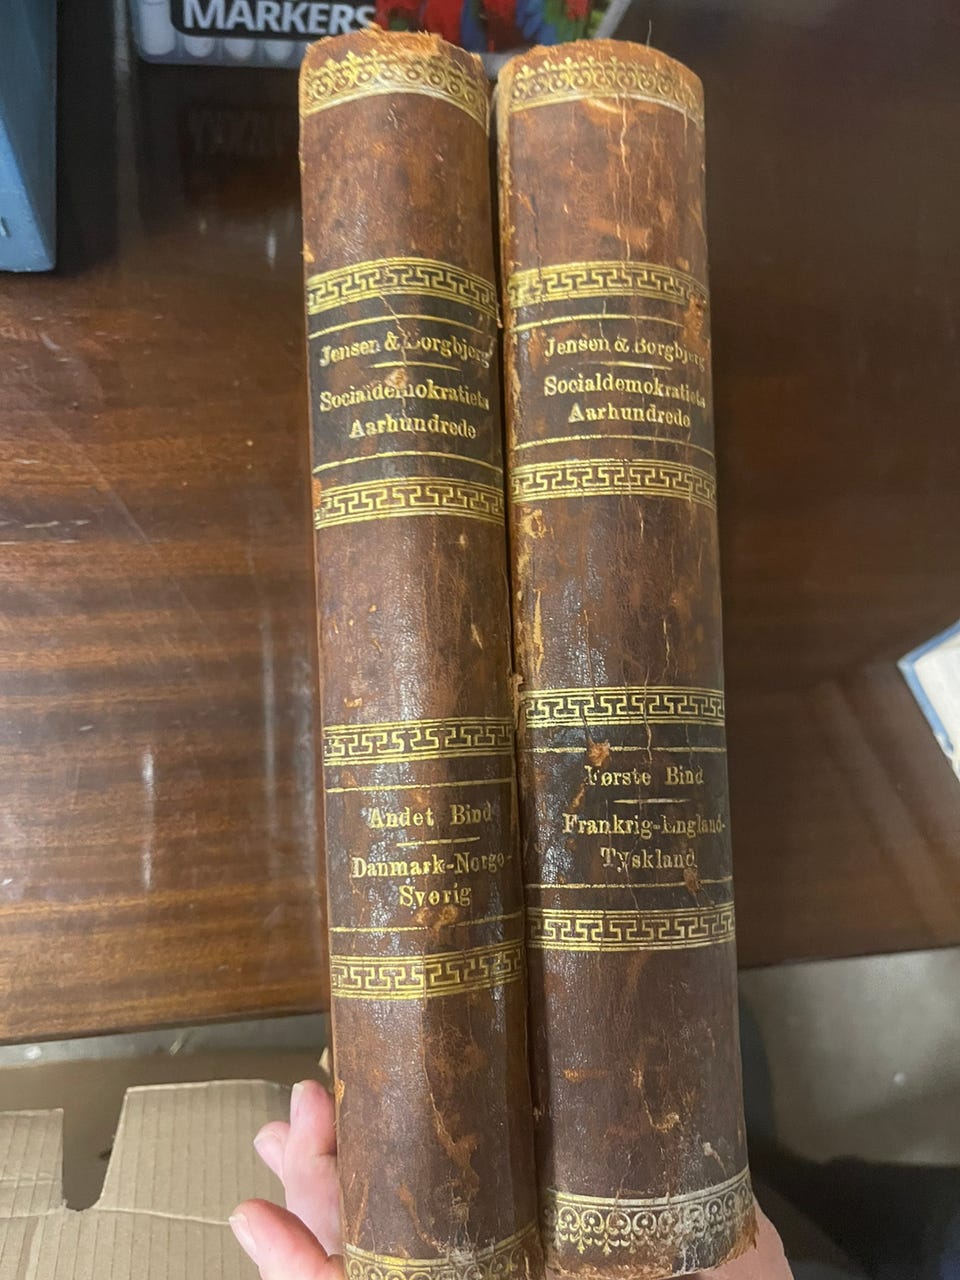 MARKERS
Jensen & Borgbjerg
Socialdemokratiets
Aarhundrede
Andet Bind
Danmark-Norge-
Sverig
Jensen & Borgbjerg
Socialdemokratiets
Aarhundrede
Første Bind
Frankrig-England-
Tyskland